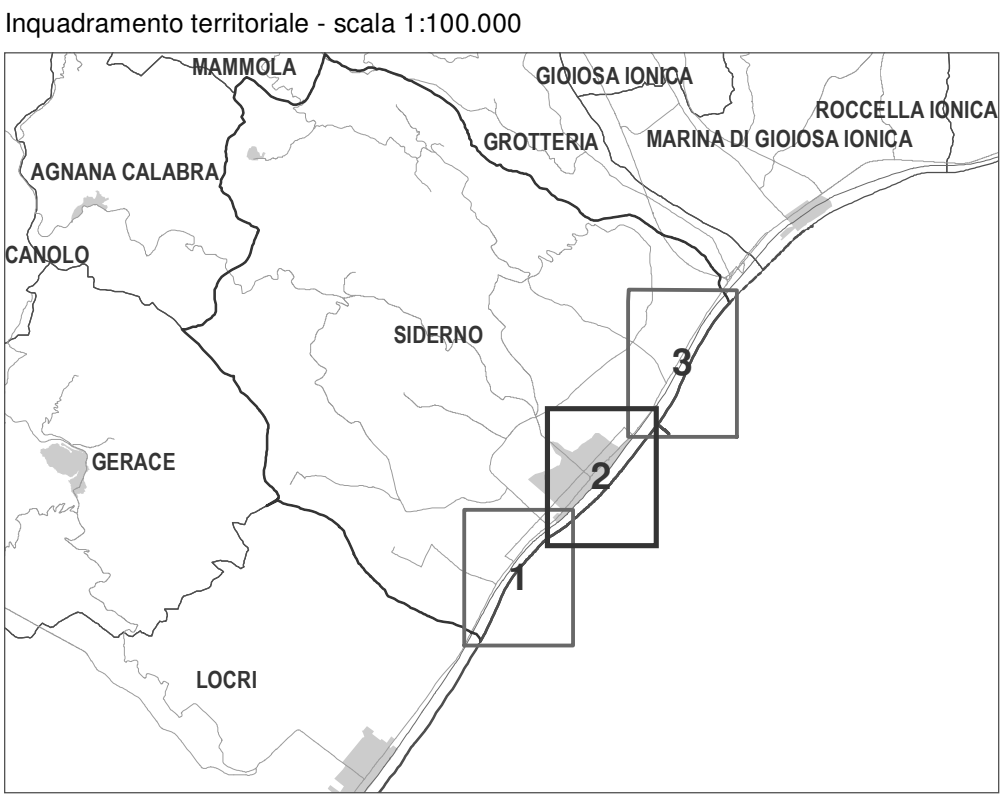 Inquadramento territoriale - scala 1:100.000
MAMMOLA
GIOIOSA IONICA
ROCCELLA IONICA
GROTTERIA
MARINA DI GIOIOSA IONICA
AGNANA CALABRA
CANOLO
SIDERNO
3
GERACE
2
1
LOCRI